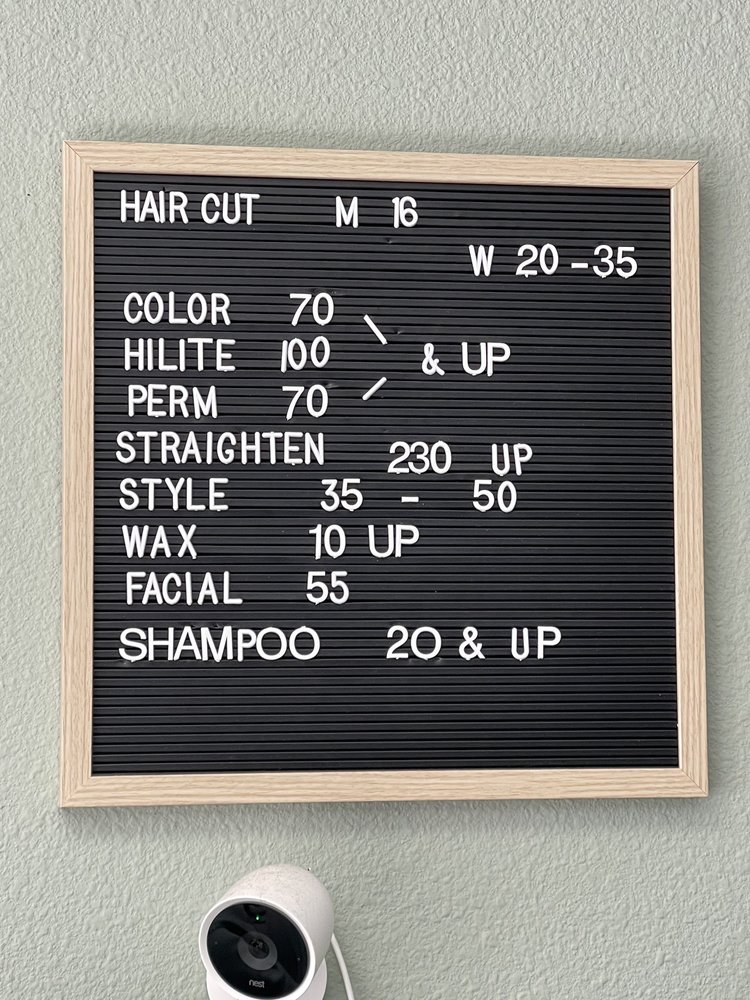 HAIR CUT M 16
W 20-35
COLOR 70
HILITE 100 & UP
PERM 70
STRAIGHTEN 230 UP
STYLE 35 - 50
WAX 10 UP
FACIAL 55
SHAMPOO 20 & UP
nest